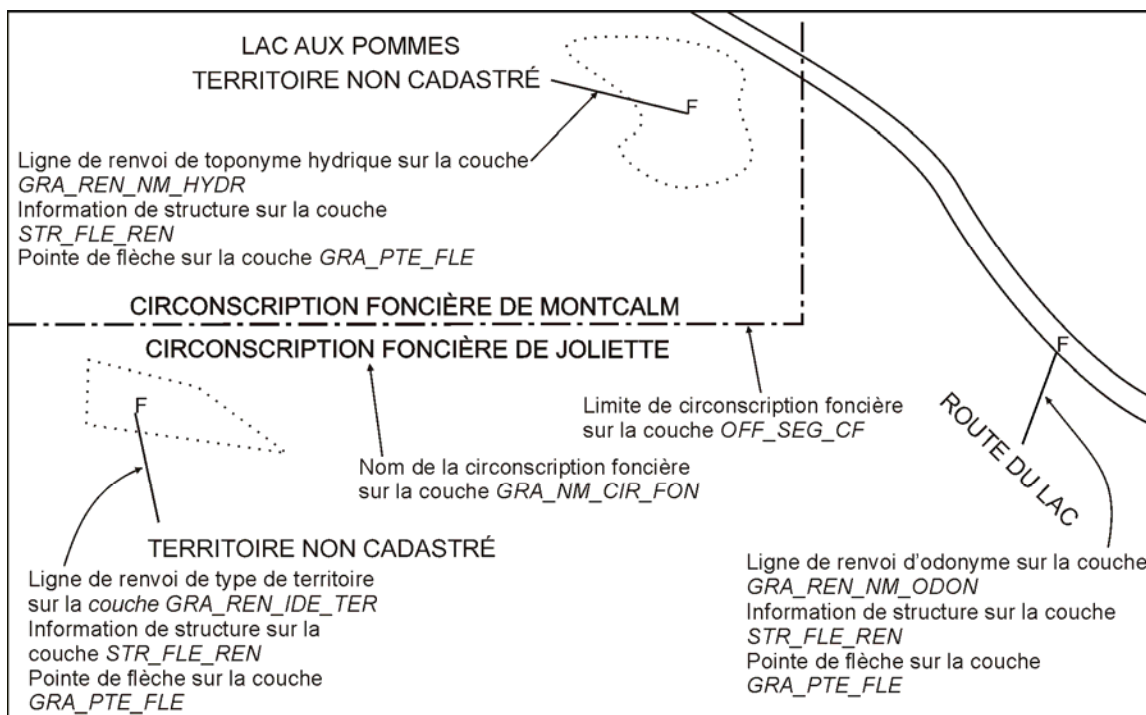 LAC AUX POMMES
TERRITOIRE NON CADASTRÉ
F
Ligne de renvoi de toponyme hydrique sur la couche
GRA_REN_NM_HYDR
Information de structure sur la couche
STR_FLE_REN
Pointe de flèche sur la couche GRA_PTE_FLE
CIRCONSCRIPTION FONCIÈRE DE MONTCALM
CIRCONSCRIPTION FONCIÈRE DE JOLIETTE
F
F
Limite de circonscription foncière
sur la couche OFF_SEG_CF
ROUTE DU LAC
Nom de la circonscription foncière
sur la couche GRA_NM_CIR_FON
TERRITOIRE NON CADASTRÉ
Ligne de renvoi de type de territoire
sur la couche GRA_REN_IDE_TER
Information de structure sur la
couche STR_FLE_REN
Pointe de flèche sur la couche
GRA_PTE_FLE
Ligne de renvoi d'odonyme sur la couche
GRA_REN_NM_ODON
Information de structure sur la couche
STR_FLE_REN
Pointe de flèche sur la couche
GRA_PTE_FLE